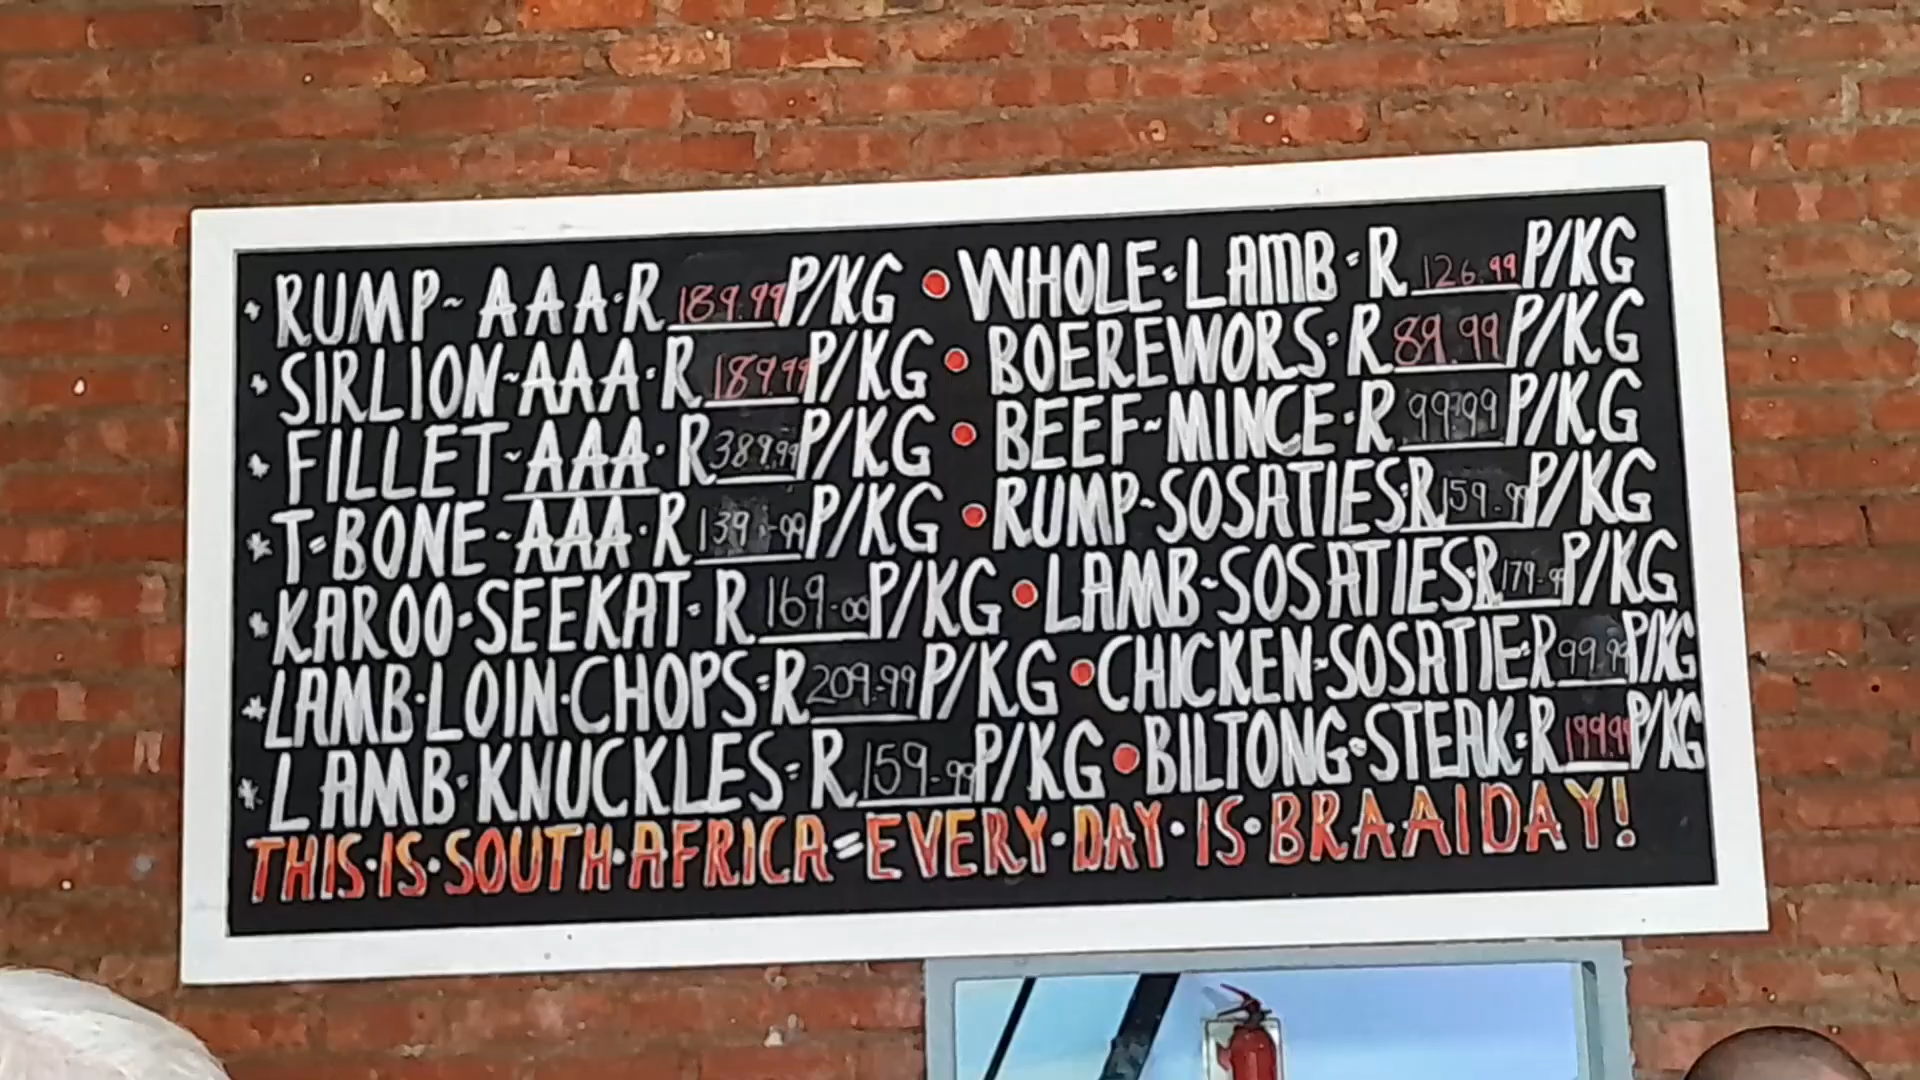 * RUMP~AAA·R 189.99 P/KG • WHOLE·LAMB·R 126.99 P/KG
* SIRLION~AAA·R 189.99 P/KG • BOEREWORS·R 89.99 P/KG
* FILLET~AAA·R 389.99 P/KG • BEEF~MINCE·R 99.99 P/KG
* T-BONE~AAA·R 139.99 P/KG • RUMP~SOSATIES·R 159.99 P/KG
* KAROO·SEEKAT·R 169-00 P/KG • LAMB~SOSATIES·R 179-99 P/KG
* LAMB·LOIN·CHOPS·R 209-99 P/KG • CHICKEN·SOSATIE·R 99.99 P/KG
* LAMB·KNUCKLES·R 159-99 P/KG • BILTONG·STEAK·R 199.99 P/KG
THIS·IS·SOUTH·AFRICA=EVERY·DAY·IS·BRAAIDAY!